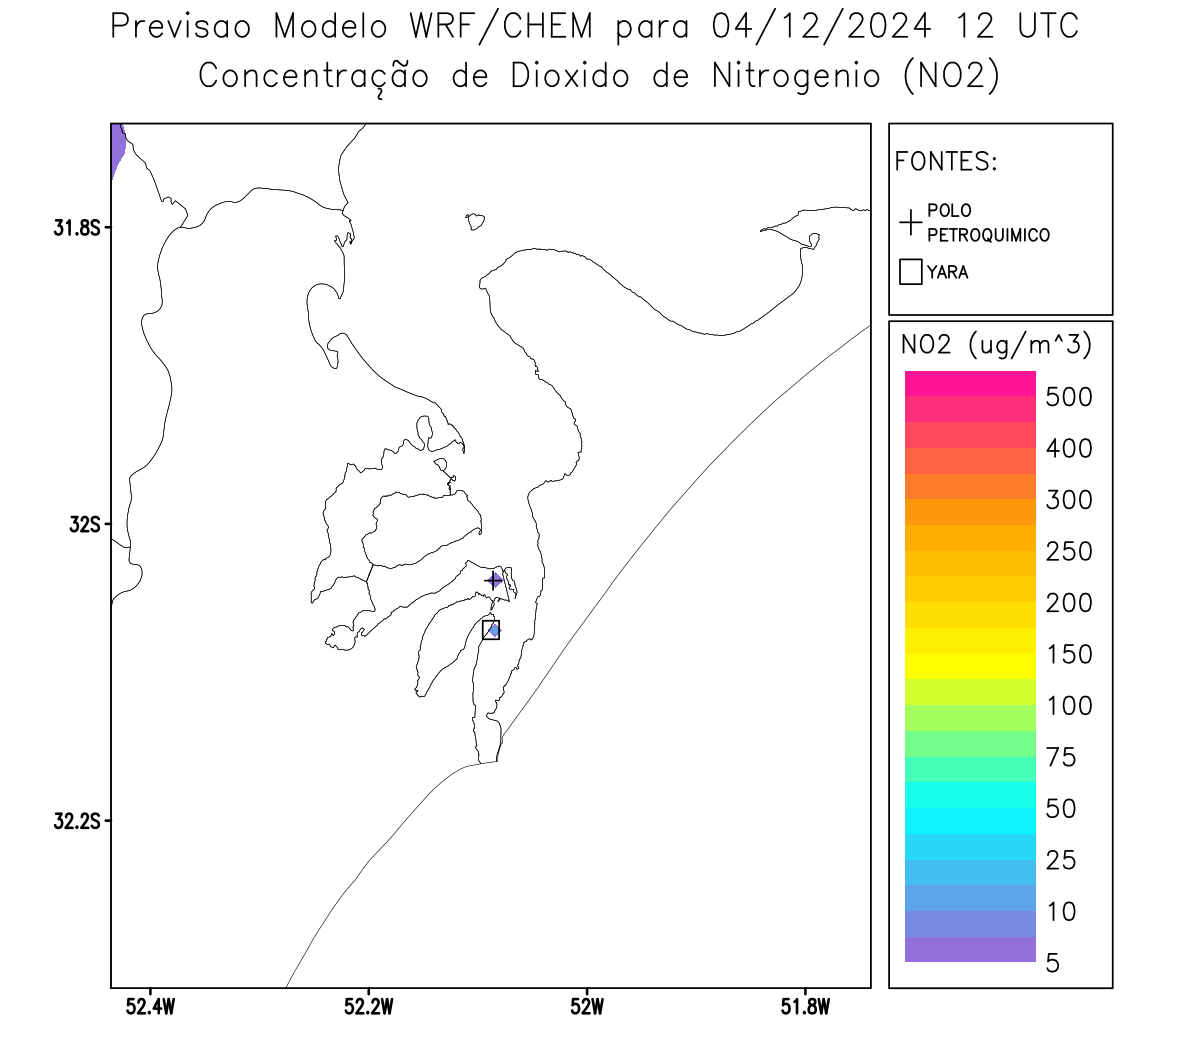 Previsao Modelo WRF/CHEM para 04/12/2024 12 UTC
Concentração de Dioxido de Nitrogenio (NO2)
FONTES:
POLO
PETROQUIMICO
YARA
NO2 (ug/m^3)
500
400
300
250
200
150
100
75
50
25
10
5
31.8S
32S
32.2S
52.4W
52.2W
52W
51.8W